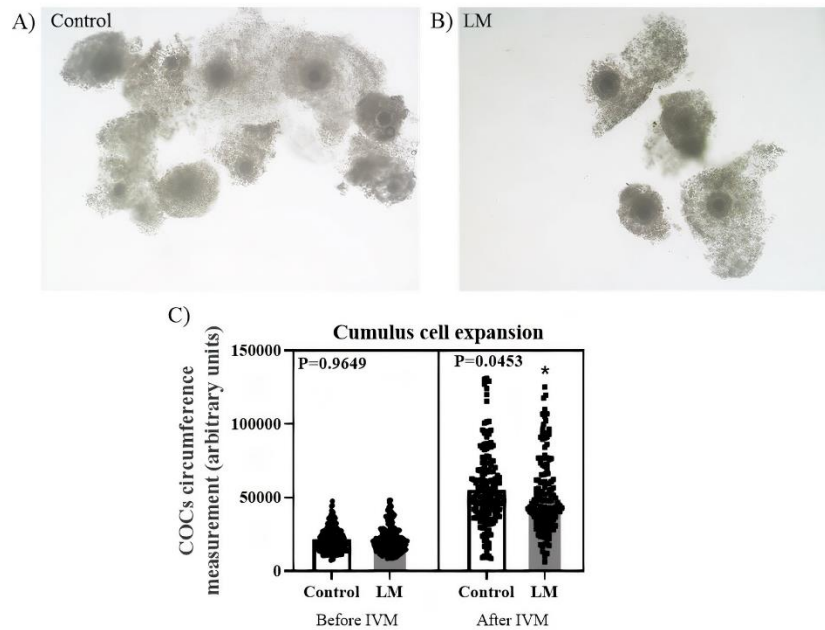 A) Control
B) LM
C)
Cumulus cell expansion
COCs circumference
measurement (arbitrary units)
150000
100000
50000
0
P=0.9649
P=0.0453
*
Control LM Control LM
Before IVM After IVM